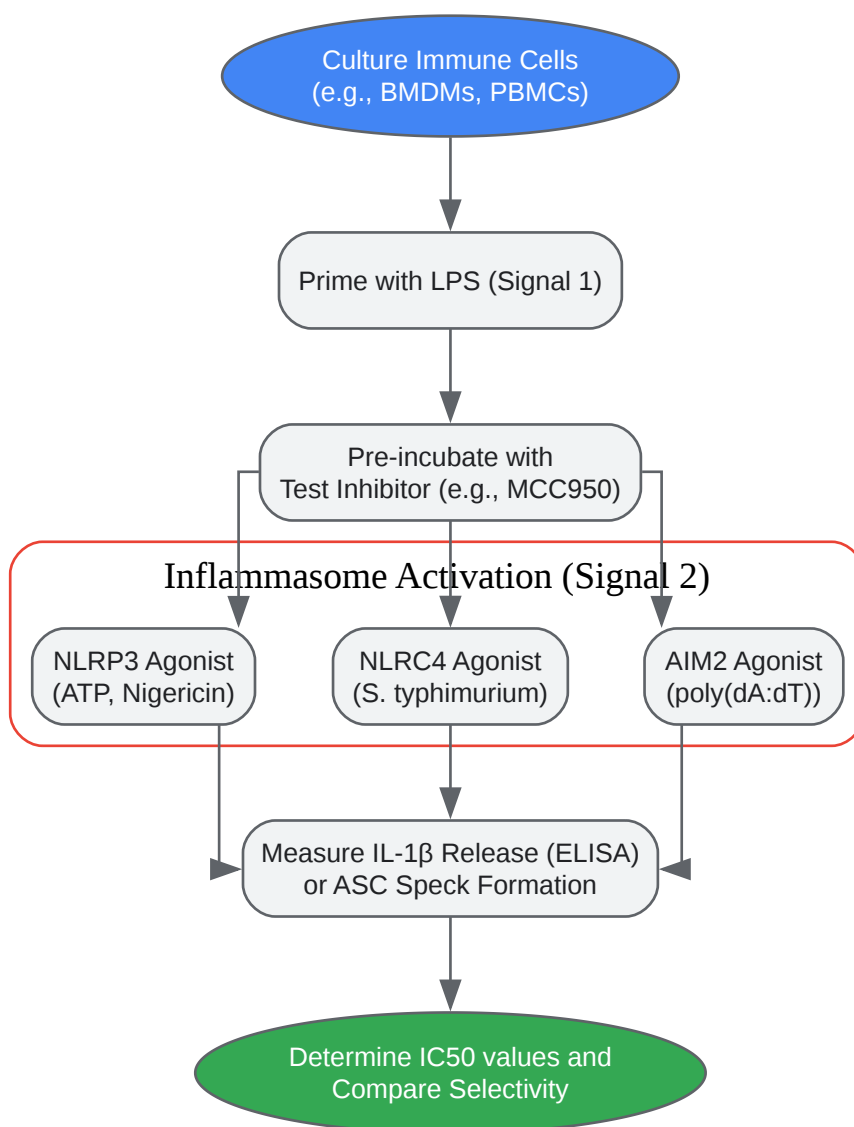 Culture Immune Cells
(e.g., BMDMs, PBMCs)
Prime with LPS (Signal 1)
Pre-incubate with
Test Inhibitor (e.g., MCC950)
Inflammasome Activation (Signal 2)
NLRP3 Agonist
(ATP, Nigericin)
NLRC4 Agonist
(S. typhimurium)
AIM2 Agonist
(poly(dA:dT))
Measure IL-1β Release (ELISA)
or ASC Speck Formation
Determine IC50 values and
Compare Selectivity